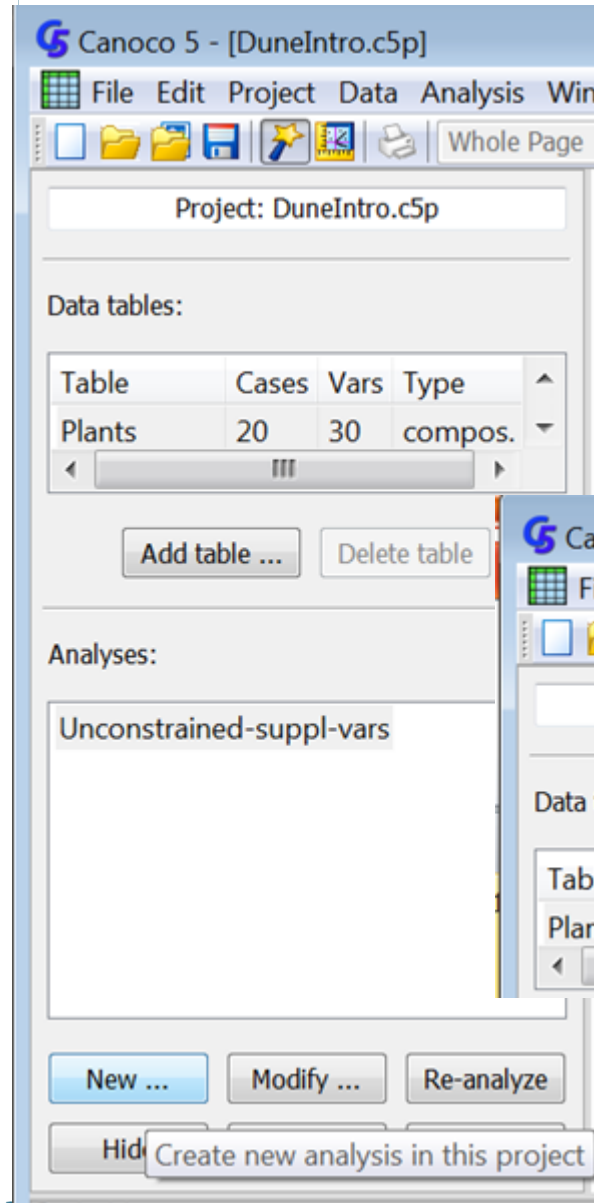 Canoco 5 - [DuneIntro.c5p]
File Edit Project Data Analysis
Whole Page
Project: DuneIntro.c5p
Data tables:
Table Cases Vars Type
Plants 20 30 compos.
Add table ... Delete table
Analyses:
Unconstrained-suppl-vars
Data
New ... Modify ... Re-analyze
Create new analysis in this project